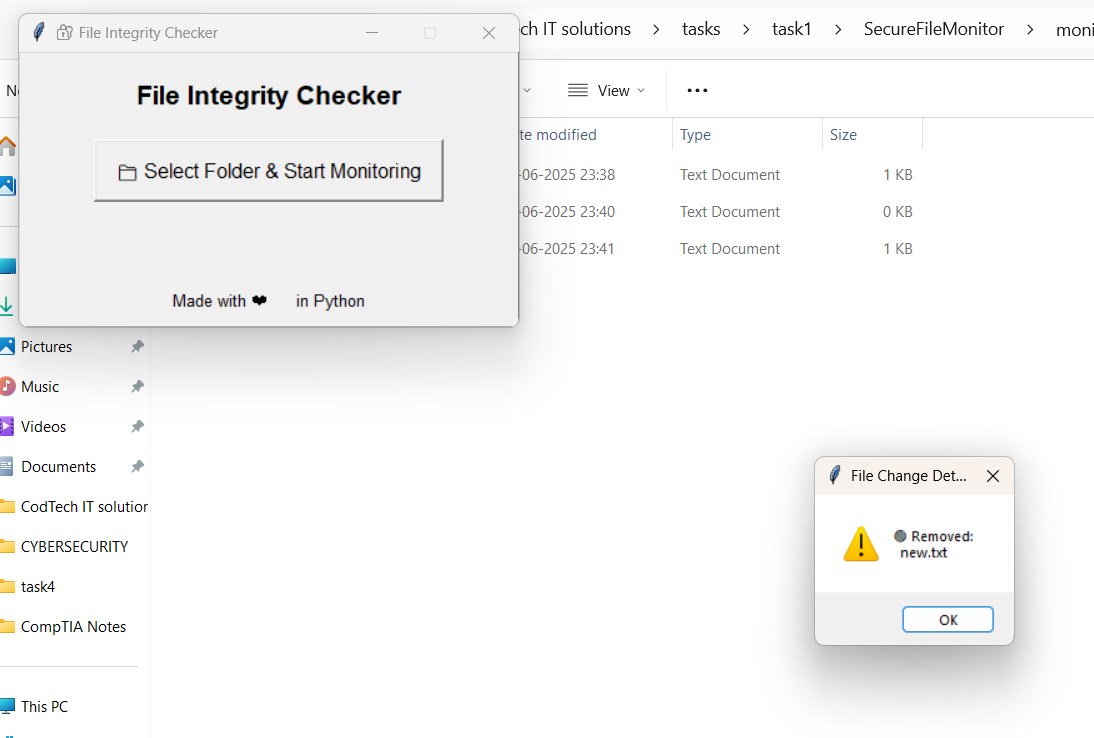 File Integrity Checker
File Integrity Checker
Select Folder & Start Monitoring
Made with ❤ in Python
ch IT solutions > tasks > task1 > SecureFileMonitor > moni
View
te modified Type Size
-06-2025 23:38 Text Document 1 KB
-06-2025 23:40 Text Document 0 KB
-06-2025 23:41 Text Document 1 KB
Pictures
Music
Videos
Documents
CodTech IT solution
CYBERSECURITY
task4
CompTIA Notes
This PC
File Change Det...
Removed:
new.txt
OK